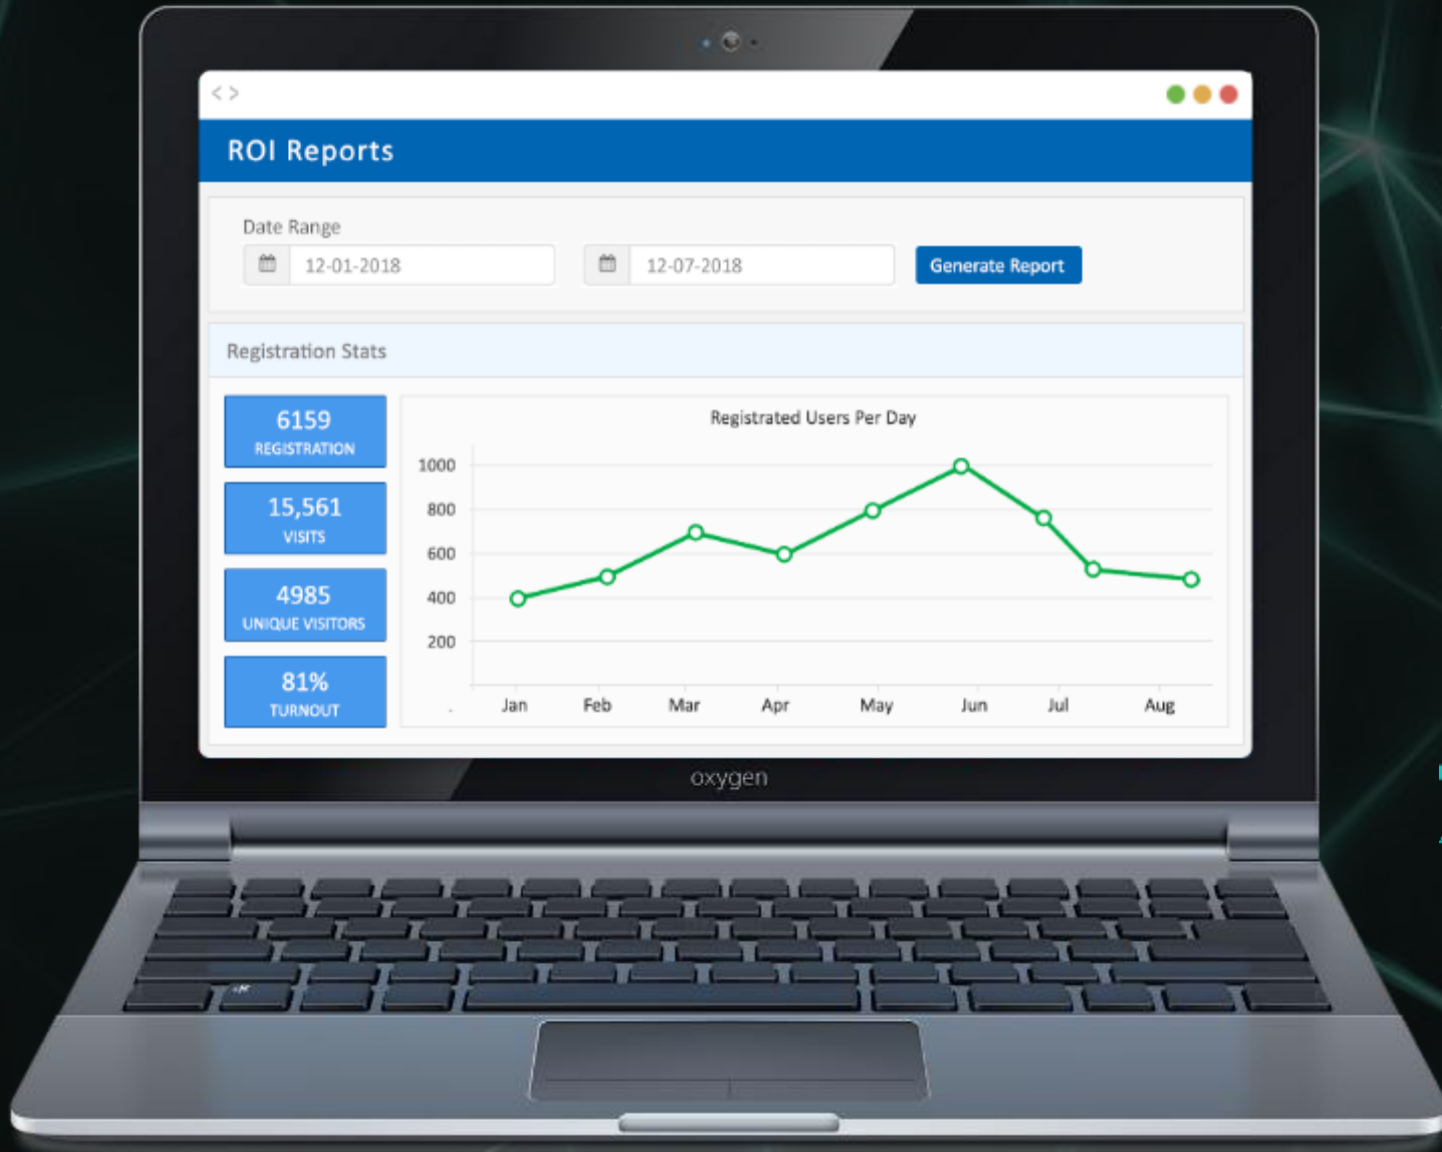 < >
ROI Reports
Date Range
12-01-2018
12-07-2018
Generate Report
Registration Stats
6159
REGISTRATION
15,561
VISITS
4985
UNIQUE VISITORS
81%
TURNOUT
Registrated Users Per Day
1000
800
600
400
200
Jan Feb Mar Apr May Jun Jul Aug
oxygen